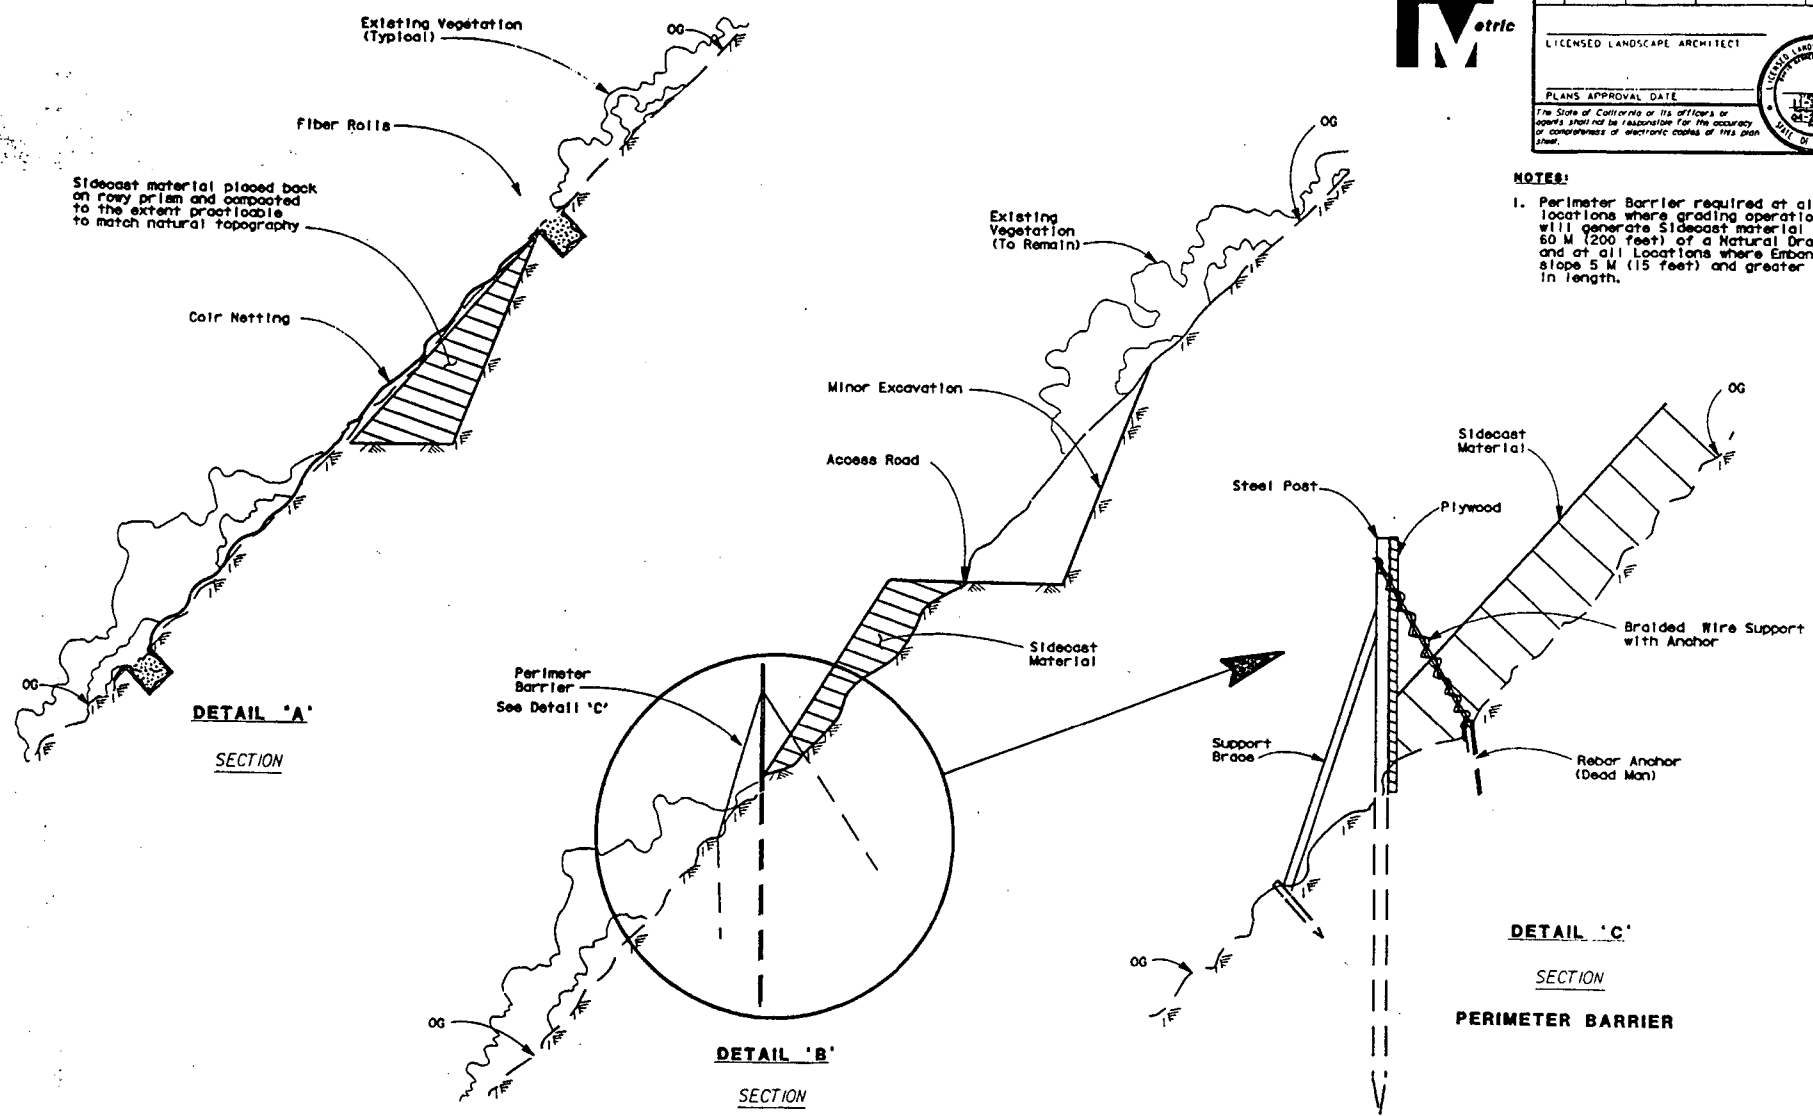 etric
LICENSED LANDSCAPE ARCHITECT
PLANS APPROVAL DATE
The State of California or its officers or
agents shall not be responsible for the accuracy
or completeness of electronic copies of this plan
sheet.
NOTES:
1. Perimeter Barrier required at al
locations where grading operatio
will generate Sidecast material
60 M (200 feet) of a Natural Dra
and at all Locations where Emban
slope 5 M (15 feet) and greater
in length.
Existing Vegetation
(Typical)
OG
Fiber Rolls
Sidecast material placed back
on rowy prism and compacted
to the extent practicable
to match natural topography
Coir Netting
OG
DETAIL 'A'
SECTION
OG
Existing
Vegetation
(To Remain)
Minor Excavation
Access Road
Sidecast
Material
Perimeter
Barrier
See Detail 'C'
OG
DETAIL 'B'
SECTION
OG
Sidecast
Material
Steel Post
Plywood
Braided Wire Support
with Anchor
Support
Brace
Rebar Anchor
(Dead Man)
OG
DETAIL 'C'
SECTION
PERIMETER BARRIER